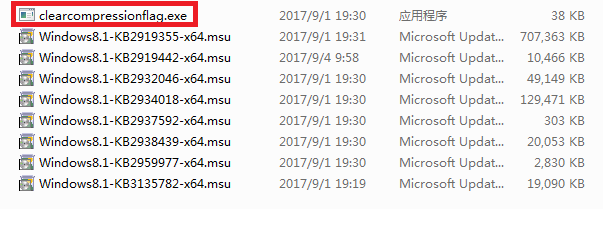 clearcompressionflag.exe 2017/9/1 19:30 应用程序 38 KB
Windows8.1-KB2919355-x64.msu 2017/9/1 19:31 Microsoft Updat... 707,363 KB
Windows8.1-KB2919442-x64.msu 2017/9/4 9:58 Microsoft Updat... 10,466 KB
Windows8.1-KB2932046-x64.msu 2017/9/1 19:30 Microsoft Updat... 49,149 KB
Windows8.1-KB2934018-x64.msu 2017/9/1 19:30 Microsoft Updat... 129,471 KB
Windows8.1-KB2937592-x64.msu 2017/9/1 19:30 Microsoft Updat... 303 KB
Windows8.1-KB2938439-x64.msu 2017/9/1 19:30 Microsoft Updat... 20,053 KB
Windows8.1-KB2959977-x64.msu 2017/9/1 19:30 Microsoft Updat... 2,830 KB
Windows8.1-KB3135782-x64.msu 2017/9/1 19:19 Microsoft Updat... 19,090 KB